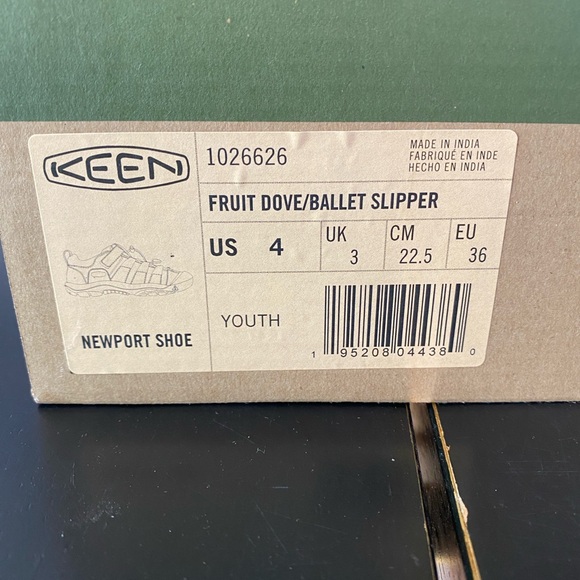 KEEN
1026626
MADE IN INDIA
FABRIQUÉ EN INDE
HECHO EN INDIA
FRUIT DOVE/BALLET SLIPPER
US 4
UK 3
CM 22.5
EU 36
NEWPORT SHOE
YOUTH
1 95208 04438 0